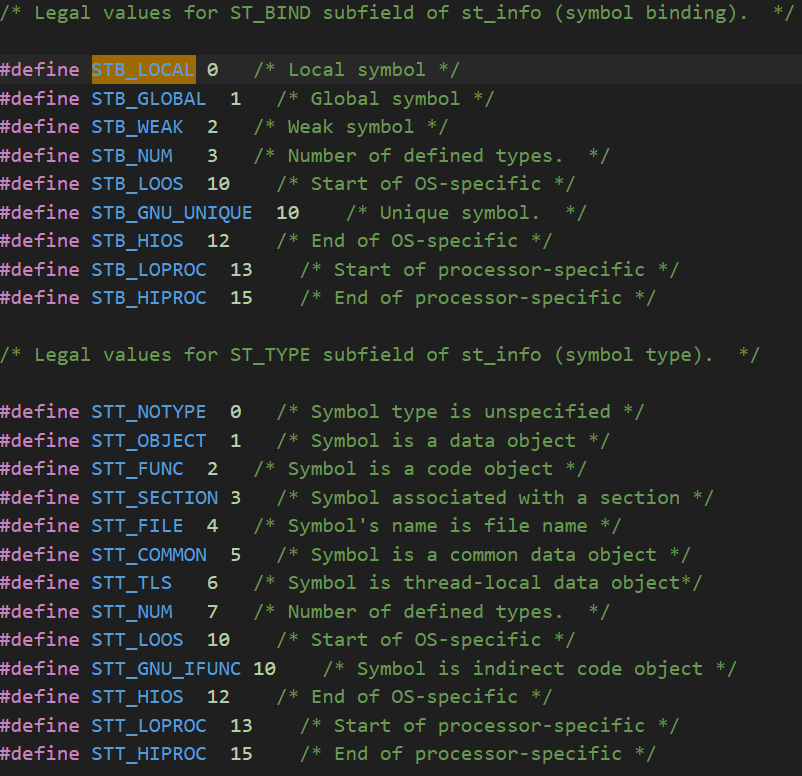 /* Legal values for ST_BIND subfield of st_info (symbol binding).  */
#define STB_LOCAL 0   /* Local symbol */
#define STB_GLOBAL  1   /* Global symbol */
#define STB_WEAK  2   /* Weak symbol */
#define STB_NUM   3   /* Number of defined types.  */
#define STB_LOOS  10    /* Start of OS-specific */
#define STB_GNU_UNIQUE  10    /* Unique symbol.  */
#define STB_HIOS  12    /* End of OS-specific */
#define STB_LOPROC  13    /* Start of processor-specific */
#define STB_HIPROC  15    /* End of processor-specific */
/* Legal values for ST_TYPE subfield of st_info (symbol type).  */
#define STT_NOTYPE  0   /* Symbol type is unspecified */
#define STT_OBJECT  1   /* Symbol is a data object */
#define STT_FUNC  2   /* Symbol is a code object */
#define STT_SECTION 3   /* Symbol associated with a section */
#define STT_FILE  4   /* Symbol's name is file name */
#define STT_COMMON  5   /* Symbol is a common data object */
#define STT_TLS   6   /* Symbol is thread-local data object*/
#define STT_NUM   7   /* Number of defined types.  */
#define STT_LOOS  10    /* Start of OS-specific */
#define STT_GNU_IFUNC 10    /* Symbol is indirect code object */
#define STT_HIOS  12    /* End of OS-specific */
#define STT_LOPROC  13    /* Start of processor-specific */
#define STT_HIPROC  15    /* End of processor-specific */